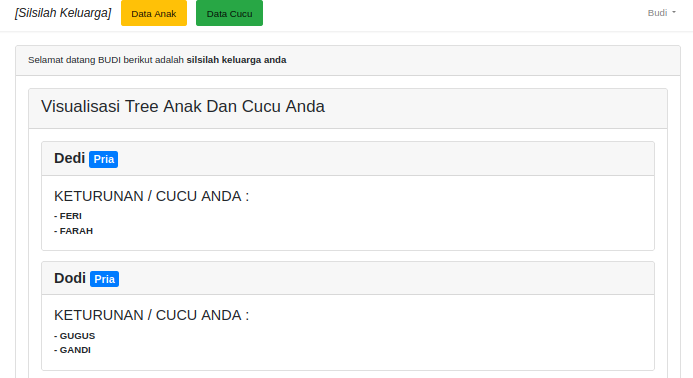 [Silsilah Keluarga] Data Anak Data Cucu Budi
Selamat datang BUDI berikut adalah silsilah keluarga anda
Visualisasi Tree Anak Dan Cucu Anda
Dedi Pria
KETURUNAN / CUCU ANDA :
- FERI
- FARAH
Dodi Pria
KETURUNAN / CUCU ANDA :
- GUGUS
- GANDI